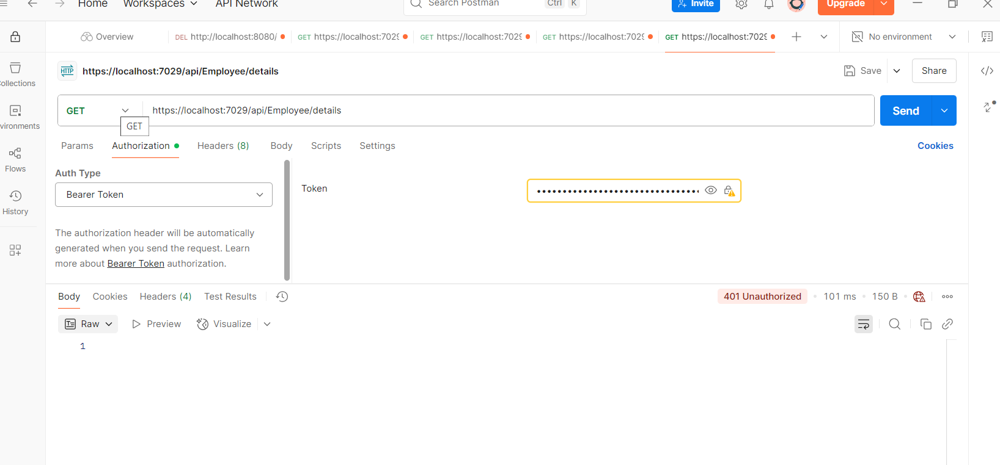 Home Workspaces API Network Search Postman Ctrl K Invite Upgrade
Overview DEL http://localhost:8080/ GET https://localhost:7029 GET https://localhost:7029 GET https://localhost:7029 GET https://localhost:7029 No environment
HTTP https://localhost:7029/api/Employee/details Save Share
ollections
GET https://localhost:7029/api/Employee/details Send
GET
vironments
Params Authorization Headers (8) Body Scripts Settings Cookies
Flows
Auth Type
Bearer Token
Token
History
The authorization header will be automatically
generated when you send the request. Learn
more about Bearer Token authorization.
Body Cookies Headers (4) Test Results 401 Unauthorized 101 ms 150 B
Raw Preview Visualize
1